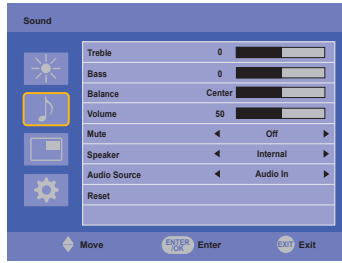 Sound
Treble 0
Bass 0
Balance Center
Volume 50
Mute Off
Speaker Internal
Audio Source Audio In
Reset
Move ENTER /OK Enter EXIT Exit